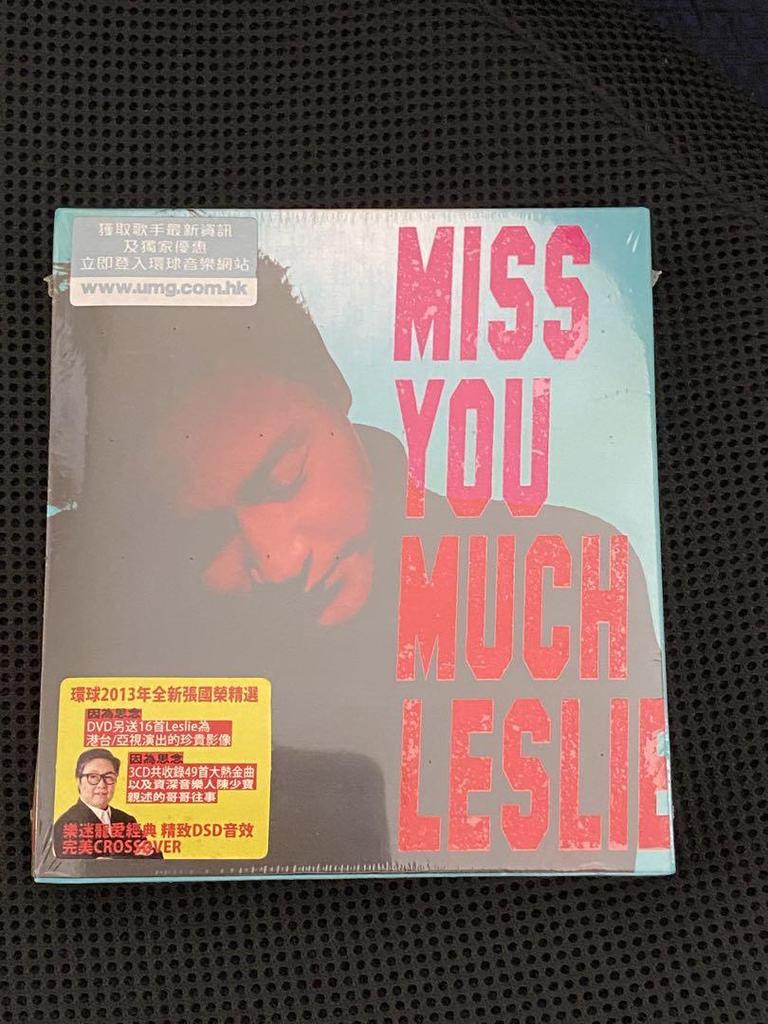 獲取歌手最新資訊
及獨家優惠
立即登入環球音樂網站
www.umg.com.hk
MISS
YOU
MUCH
LESLIE
環球2013年全新張國榮精選
因為思念
DVD另送16首Leslie為
港台/亞視演出的珍貴影像
因為思念
3CD共收錄49首大熱金曲
以及資深音樂人陳少寶
親述的哥哥往事
樂迷寵愛經典 精致DSD音效
完美CROSSOVER